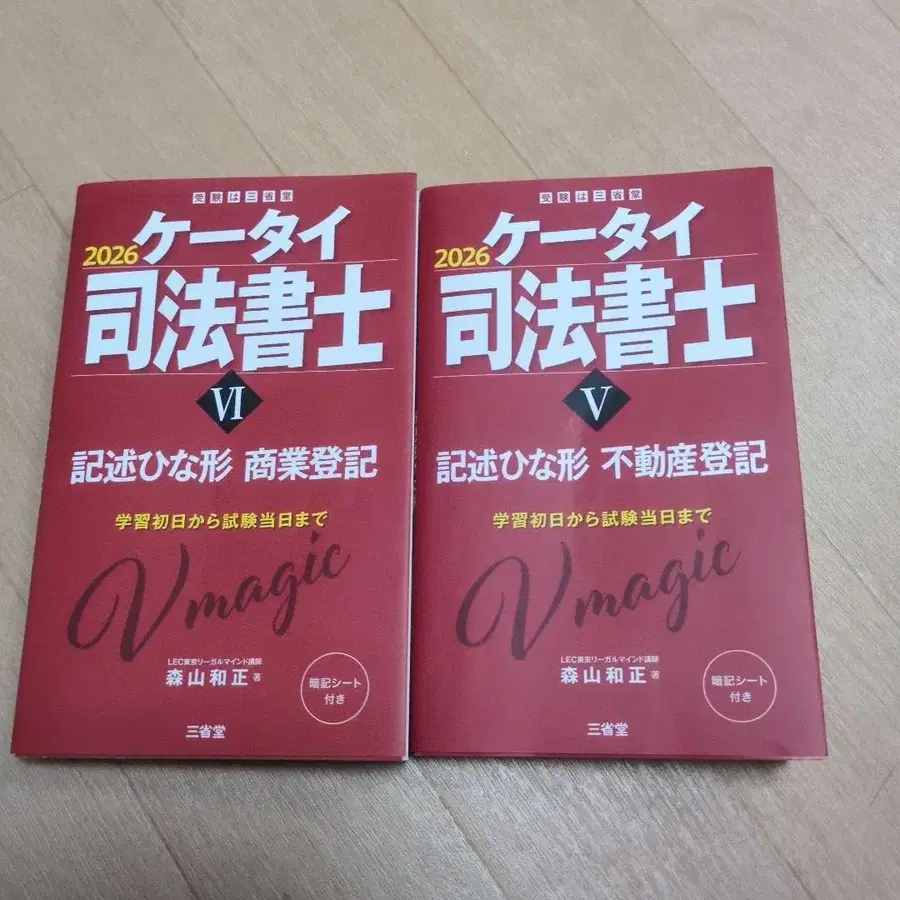 受験は三省堂
2026 ケータイ
司法書士
VI
記述ひな形 商業登記
学習初日から試験当日まで
Vmagic
LEC東京リーガルマインド講師
森山和正 著
暗記シート
付き
三省堂
受験は三省堂
2026 ケータイ
司法書士
V
記述ひな形 不動産登記
学習初日から試験当日まで
Vmagic
LEC東京リーガルマインド講師
森山和正 著
暗記シート
付き
三省堂